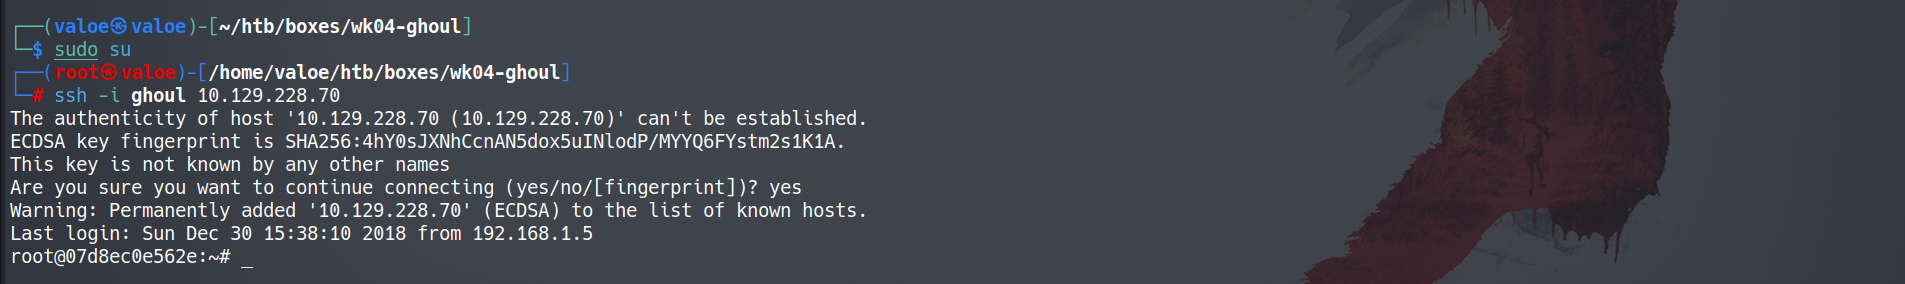 ┌──(valoe㉿valoe)-[~/htb/boxes/wk04-ghoul]
└─$ sudo su
┌──(root㉿valoe)-[/home/valoe/htb/boxes/wk04-ghoul]
└─# ssh -i ghoul 10.129.228.70
The authenticity of host '10.129.228.70 (10.129.228.70)' can't be established.
ECDSA key fingerprint is SHA256:4hY0sJXNhCcnAN5dox5uINlodP/MYYQ6FYstm2s1K1A.
This key is not known by any other names
Are you sure you want to continue connecting (yes/no/[fingerprint])? yes
Warning: Permanently added '10.129.228.70' (ECDSA) to the list of known hosts.
Last login: Sun Dec 30 15:38:10 2018 from 192.168.1.5
root@07d8ec0e562e:~# _